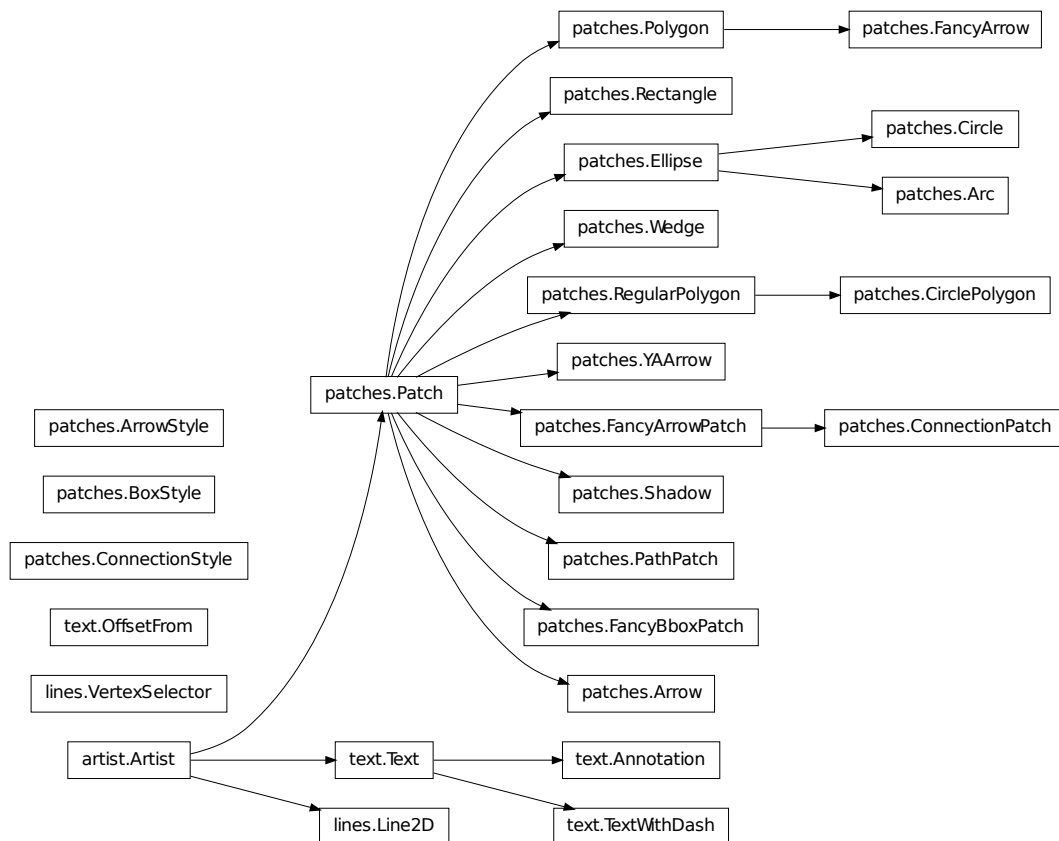 patches.Polygon
patches.FancyArrow
patches.Rectangle
patches.Circle
patches.Ellipse
patches.Arc
patches.Wedge
patches.RegularPolygon
patches.CirclePolygon
patches.YAArrow
patches.Patch
patches.ArrowStyle
patches.FancyArrowPatch
patches.ConnectionPatch
patches.BoxStyle
patches.Shadow
patches.ConnectionStyle
patches.PathPatch
text.OffsetFrom
patches.FancyBboxPatch
lines.VertexSelector
patches.Arrow
artist.Artist
text.Text
text.Annotation
lines.Line2D
text.TextWithDash